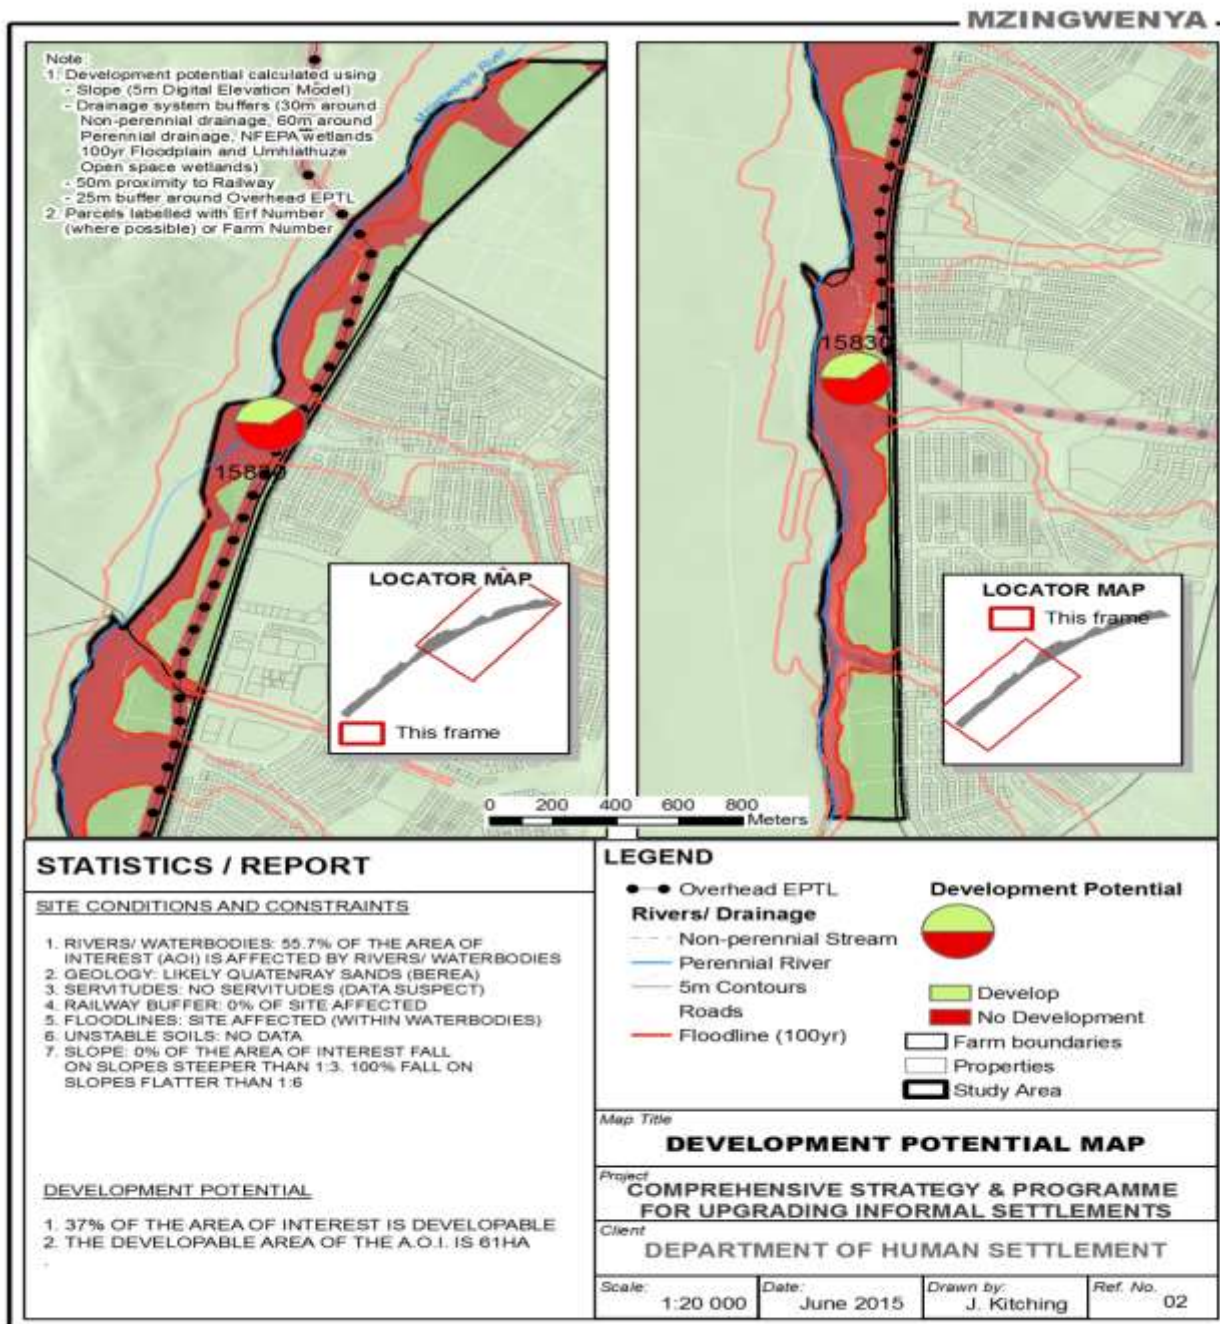 MZINGWENYA
Note:
1. Development potential calculated using
- Slope (5m Digital Elevation Model)
- Drainage system buffers (30m around
Non-perennial drainage, 60m around
Perennial drainage, NFEPA wetlands
100yr Floodplain and Umhlathuze
Open space wetlands)
- 50m proximity to Railway
- 25m buffer around Overhead EPTL
2. Parcels labelled with Erf Number
(where possible) or Farm Number
Mzingwenya River
15830
LOCATOR MAP
This frame
15830
LOCATOR MAP
This frame
0 200 400 600 800
Meters
STATISTICS / REPORT
SITE CONDITIONS AND CONSTRAINTS
1. RIVERS/ WATERBODIES: 55.7% OF THE AREA OF
INTEREST (AOI) IS AFFECTED BY RIVERS/ WATERBODIES
2. GEOLOGY: LIKELY QUATENRAY SANDS (BEREA)
3. SERVITUDES: NO SERVITUDES (DATA SUSPECT)
4. RAILWAY BUFFER: 0% OF SITE AFFECTED
5. FLOODLINES: SITE AFFECTED (WITHIN WATERBODIES)
6. UNSTABLE SOILS: NO DATA
7. SLOPE: 0% OF THE AREA OF INTEREST FALL
ON SLOPES STEEPER THAN 1:3. 100% FALL ON
SLOPES FLATTER THAN 1:6
DEVELOPMENT POTENTIAL
1. 37% OF THE AREA OF INTEREST IS DEVELOPABLE
2. THE DEVELOPABLE AREA OF THE A.O.I. IS 61HA
.
LEGEND
Overhead EPTL
Rivers/ Drainage
Non-perennial Stream
Perennial River
5m Contours
Roads
Floodline (100yr)
Development Potential
Develop
No Development
Farm boundaries
Properties
Study Area
Map Title
DEVELOPMENT POTENTIAL MAP
Project
COMPREHENSIVE STRATEGY & PROGRAMME
FOR UPGRADING INFORMAL SETTLEMENTS
Client
DEPARTMENT OF HUMAN SETTLEMENT
Scale:
1:20 000
Date:
June 2015
Drawn by:
J. Kitching
Ref. No.
02